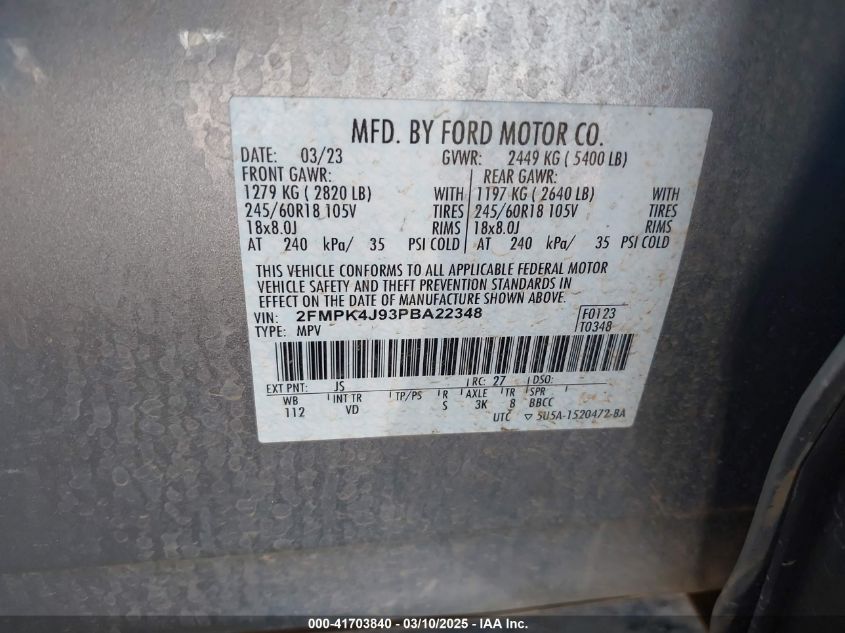 MFD. BY FORD MOTOR CO.
DATE: 03/23 GVWR: 2449 KG ( 5400 LB)
FRONT GAWR: REAR GAWR:
1279 KG ( 2820 LB) WITH 1197 KG ( 2640 LB) WITH
245/60R18 105V TIRES 245/60R18 105V TIRES
18x8.0J RIMS 18x8.0J RIMS
AT 240 kPa/ 35 PSI COLD AT 240 kPa/ 35 PSI COLD
THIS VEHICLE CONFORMS TO ALL APPLICABLE FEDERAL MOTOR
VEHICLE SAFETY AND THEFT PREVENTION STANDARDS IN
EFFECT ON THE DATE OF MANUFACTURE SHOWN ABOVE.
VIN: 2FMPK4J93PBA22348 F0123
TYPE: MPV T0348
EXT PNT: JS RC: 27 DSO:
WB INT TR TP/PS R AXLE TR SPR
112 VD S 3K 8 BBCC
UTC ▽ 5U5A-1520472-BA
000-41703840 - 03/10/2025 - IAA Inc.